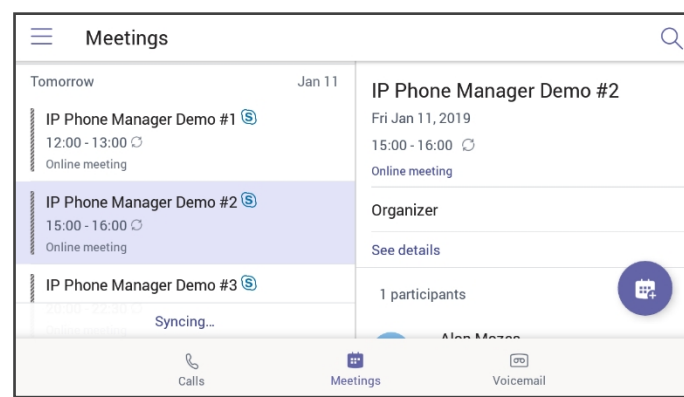 Meetings
Tomorrow Jan 11
IP Phone Manager Demo #1
12:00 - 13:00
Online meeting
IP Phone Manager Demo #2
15:00 - 16:00
Online meeting
IP Phone Manager Demo #3
Syncing...
IP Phone Manager Demo #2
Fri Jan 11, 2019
15:00 - 16:00
Online meeting
Organizer
See details
1 participants
Calls
Meetings
Voicemail